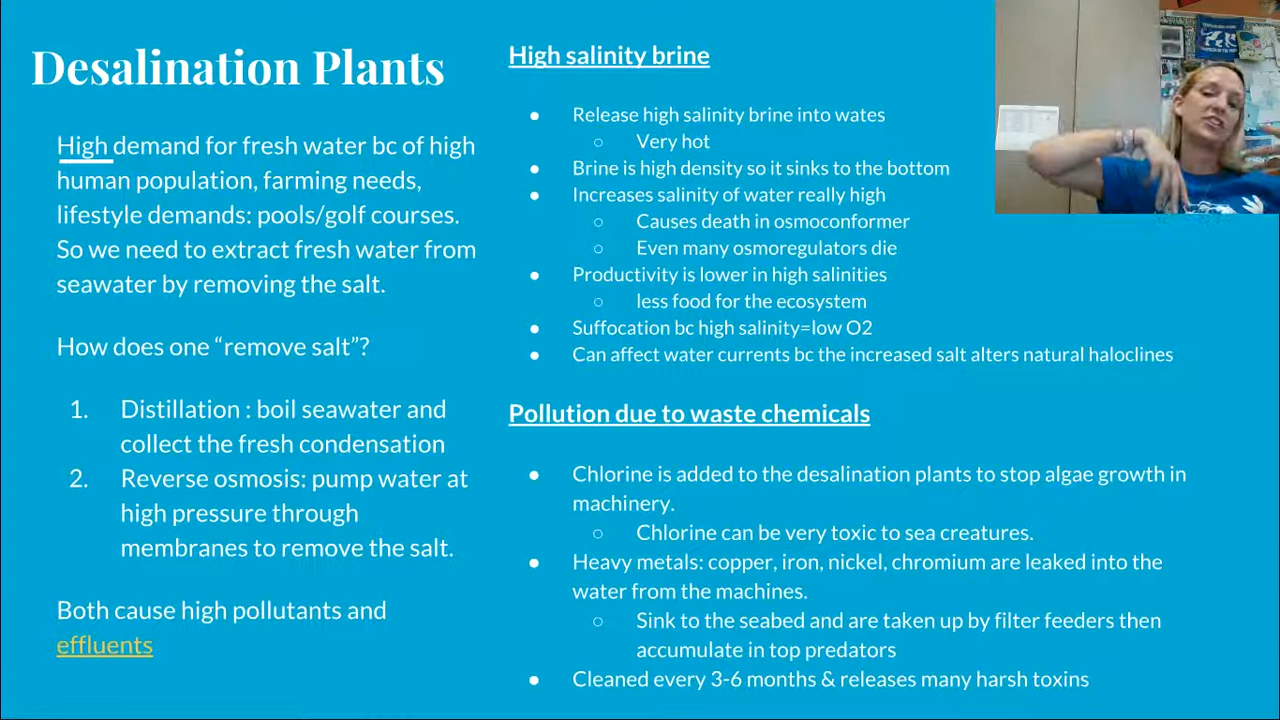 Desalination Plants
High demand for fresh water bc of high
human population, farming needs,
lifestyle demands: pools/golf courses.
So we need to extract fresh water from
seawater by removing the salt.
How does one “remove salt”?
1. Distillation : boil seawater and
collect the fresh condensation
2. Reverse osmosis: pump water at
high pressure through
membranes to remove the salt.
Both cause high pollutants and
effluents
High salinity brine
● Release high salinity brine into wates
○ Very hot
● Brine is high density so it sinks to the bottom
● Increases salinity of water really high
○ Causes death in osmoconformer
○ Even many osmoregulators die
● Productivity is lower in high salinities
○ less food for the ecosystem
● Suffocation bc high salinity=low O2
● Can affect water currents bc the increased salt alters natural haloclines
Pollution due to waste chemicals
● Chlorine is added to the desalination plants to stop algae growth in
machinery.
○ Chlorine can be very toxic to sea creatures.
● Heavy metals: copper, iron, nickel, chromium are leaked into the
water from the machines.
○ Sink to the seabed and are taken up by filter feeders then
accumulate in top predators
● Cleaned every 3-6 months & releases many harsh toxins